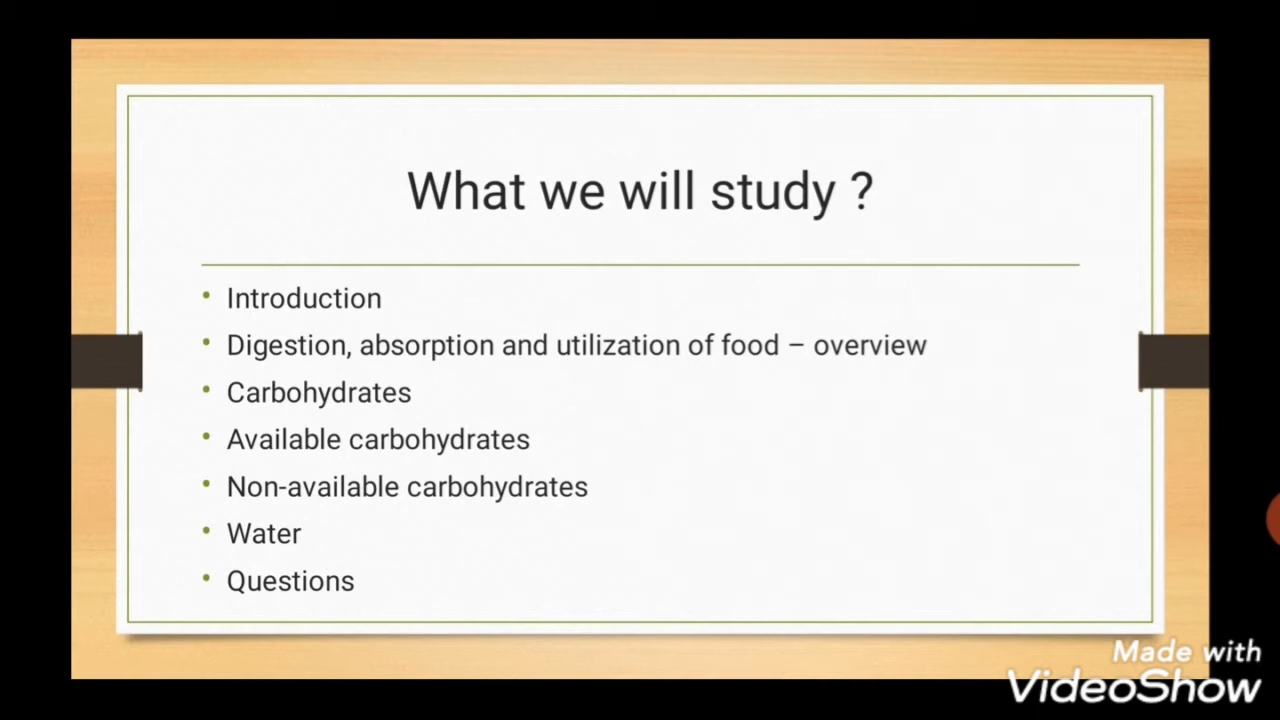 What we will study ?
• Introduction
• Digestion, absorption and utilization of food – overview
• Carbohydrates
• Available carbohydrates
• Non-available carbohydrates
• Water
• Questions
Made with
VideoShow